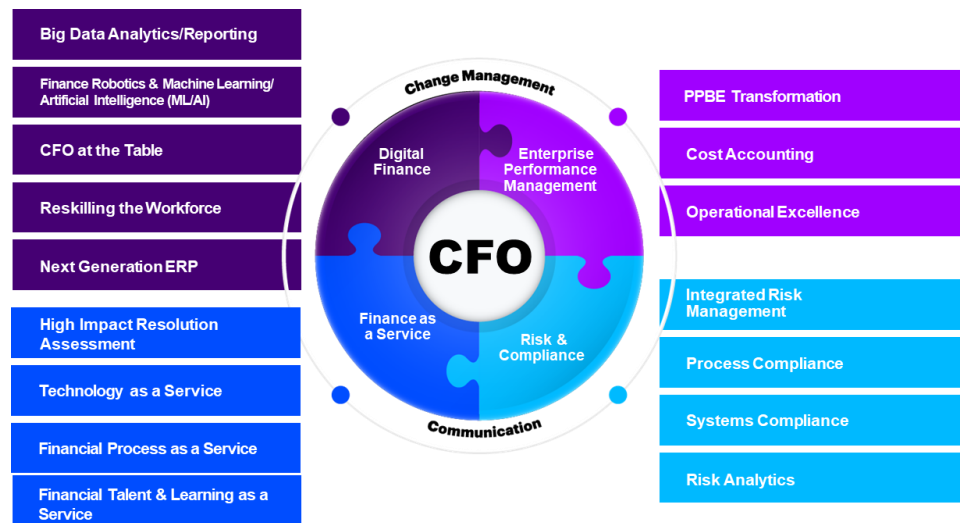 Big Data Analytics/Reporting
Finance Robotics & Machine Learning/
Artificial Intelligence (ML/AI)
CFO at the Table
Reskilling the Workforce
Next Generation ERP
High Impact Resolution
Assessment
Technology as a Service
Financial Process as a Service
Financial Talent & Learning as a
Service
Change Management
Digital
Finance
Enterprise
Performance
Management
CFO
Finance as
a Service
Risk &
Compliance
Communication
PPBE Transformation
Cost Accounting
Operational Excellence
Integrated Risk
Management
Process Compliance
Systems Compliance
Risk Analytics